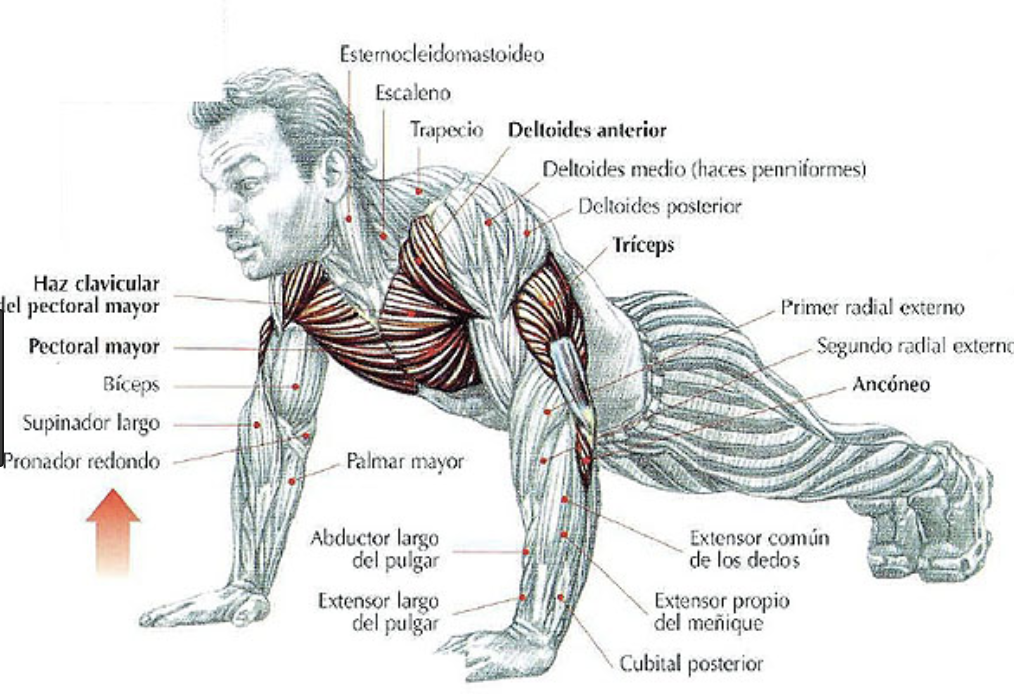 Esternocleidomastoideo
Escaleno
Trapecio
Deltoides anterior
Deltoides medio (haces penniformes)
Deltoides posterior
Tríceps
Haz clavicular
del pectoral mayor
Pectoral mayor
Bíceps
Supinador largo
Pronador redondo
Palmar mayor
Primer radial externo
Segundo radial externo
Ancóneo
Abductor largo
del pulgar
Extensor largo
del pulgar
Extensor común
de los dedos
Extensor propio
del meñique
Cubital posterior